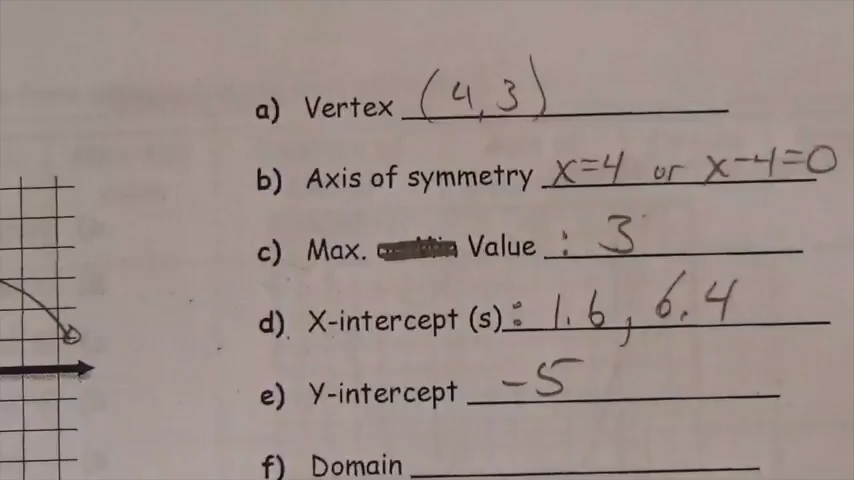 a) Vertex (4,3)
b) Axis of symmetry x=4 or x-4=0
c) Max. Value : 3
d). X-intercept (s): 1.6, 6.4
e) Y-intercept -5
f) Domain